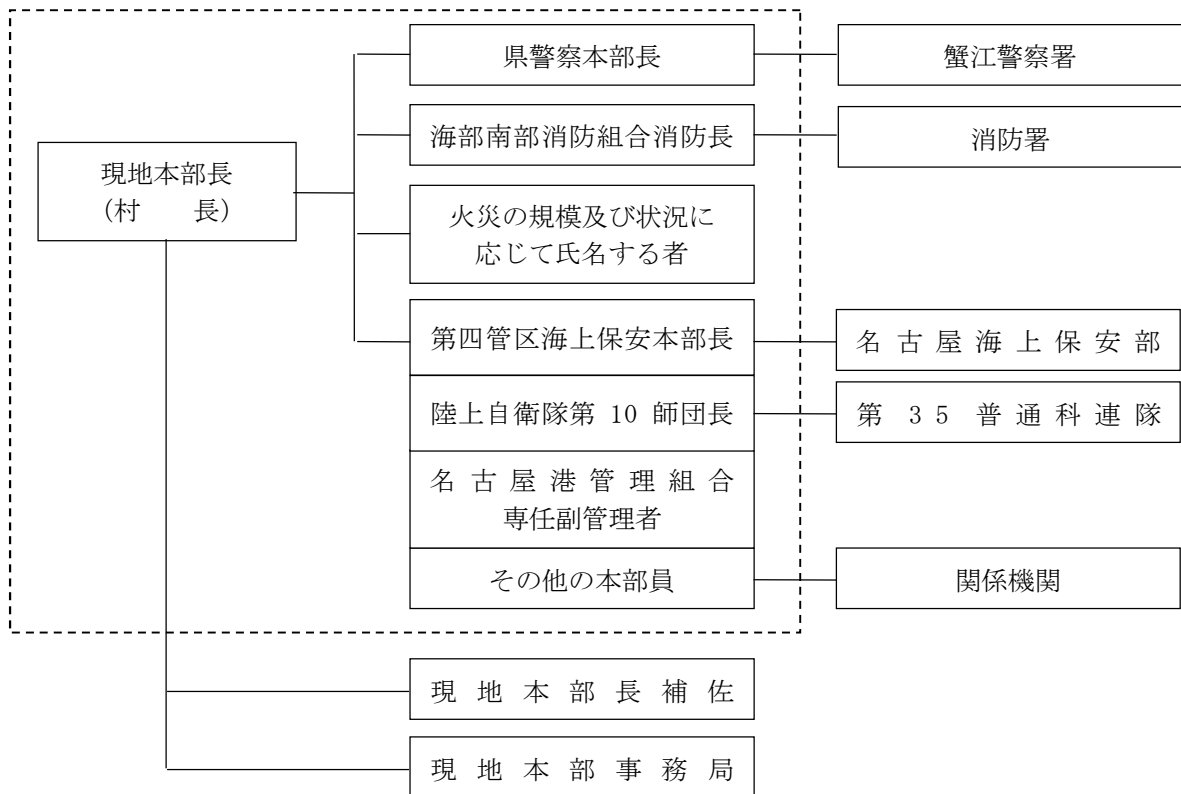 県警察本部長
蟹江警察署
海部南部消防組合消防長
消防署
現地本部長
(村　　長)
火災の規模及び状況に
応じて氏名する者
第四管区海上保安本部長
名古屋海上保安部
陸上自衛隊第 10 師団長
第 35 普通科連隊
名古屋港管理組合
専任副管理者
その他の本部員
関係機関
現地本部長補佐
現地本部事務局